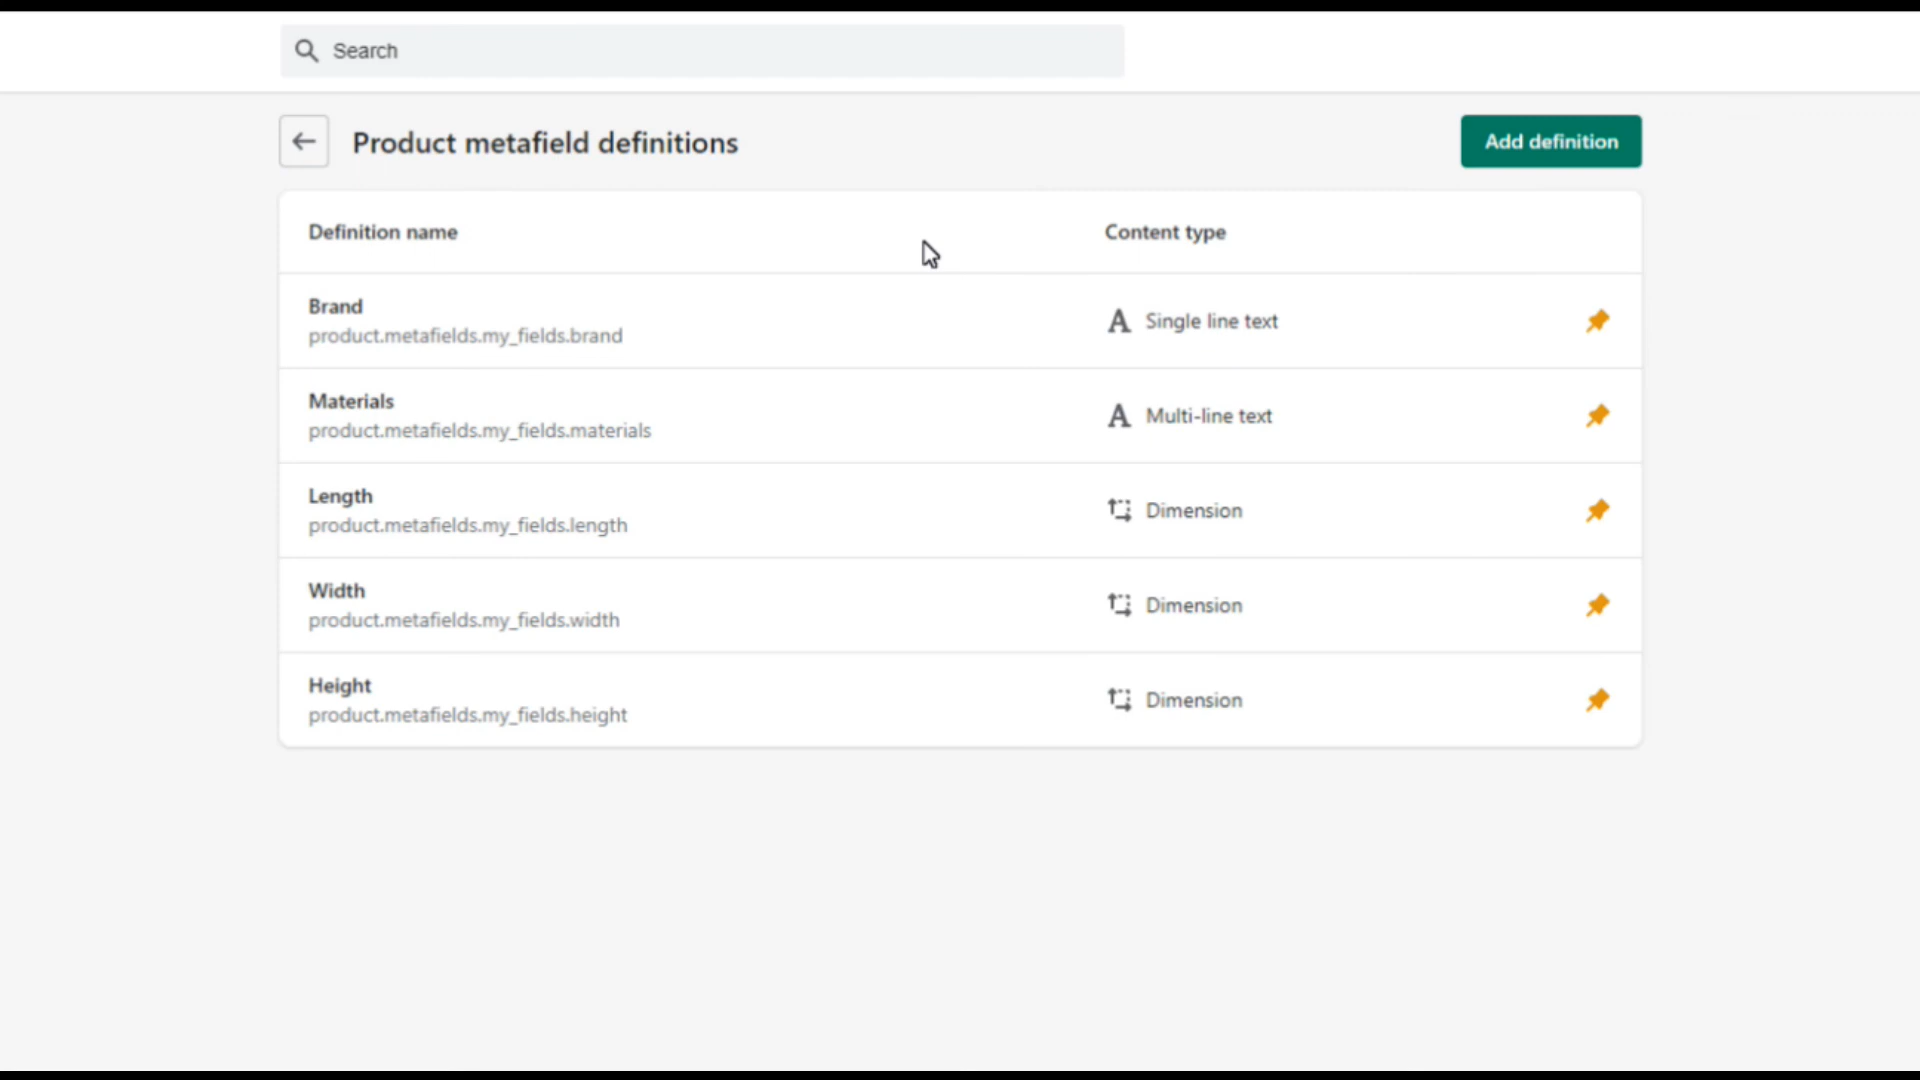 Search
Product metafield definitions
Add definition
Definition name
Content type
Brand
product.metafields.my_fields.brand
Single line text
Materials
product.metafields.my_fields.materials
Multi-line text
Length
product.metafields.my_fields.length
Dimension
Width
product.metafields.my_fields.width
Dimension
Height
product.metafields.my_fields.height
Dimension